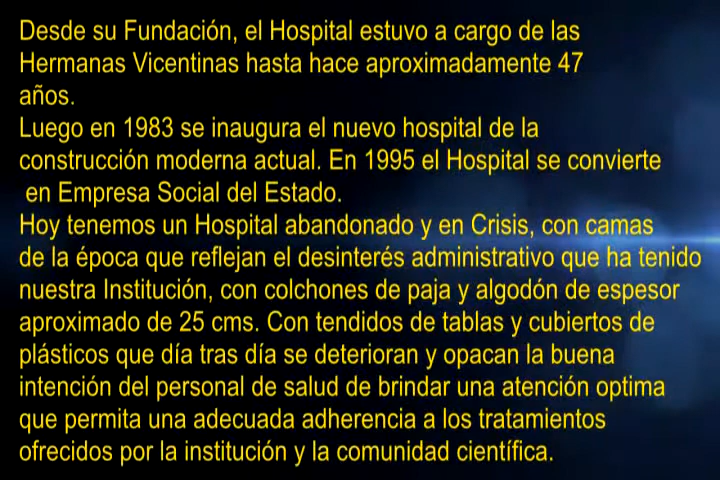 Desde su Fundación, el Hospital estuvo a cargo de las
Hermanas Vicentinas hasta hace aproximadamente 47
años.
Luego en 1983 se inaugura el nuevo hospital de la
construcción moderna actual. En 1995 el Hospital se convierte
en Empresa Social del Estado.
Hoy tenemos un Hospital abandonado y en Crisis, con camas
de la época que reflejan el desinterés administrativo que ha tenido
nuestra Institución, con colchones de paja y algodón de espesor
aproximado de 25 cms. Con tendidos de tablas y cubiertos de
plásticos que día tras día se deterioran y opacan la buena
intención del personal de salud de brindar una atención optima
que permita una adecuada adherencia a los tratamientos
ofrecidos por la institución y la comunidad científica.